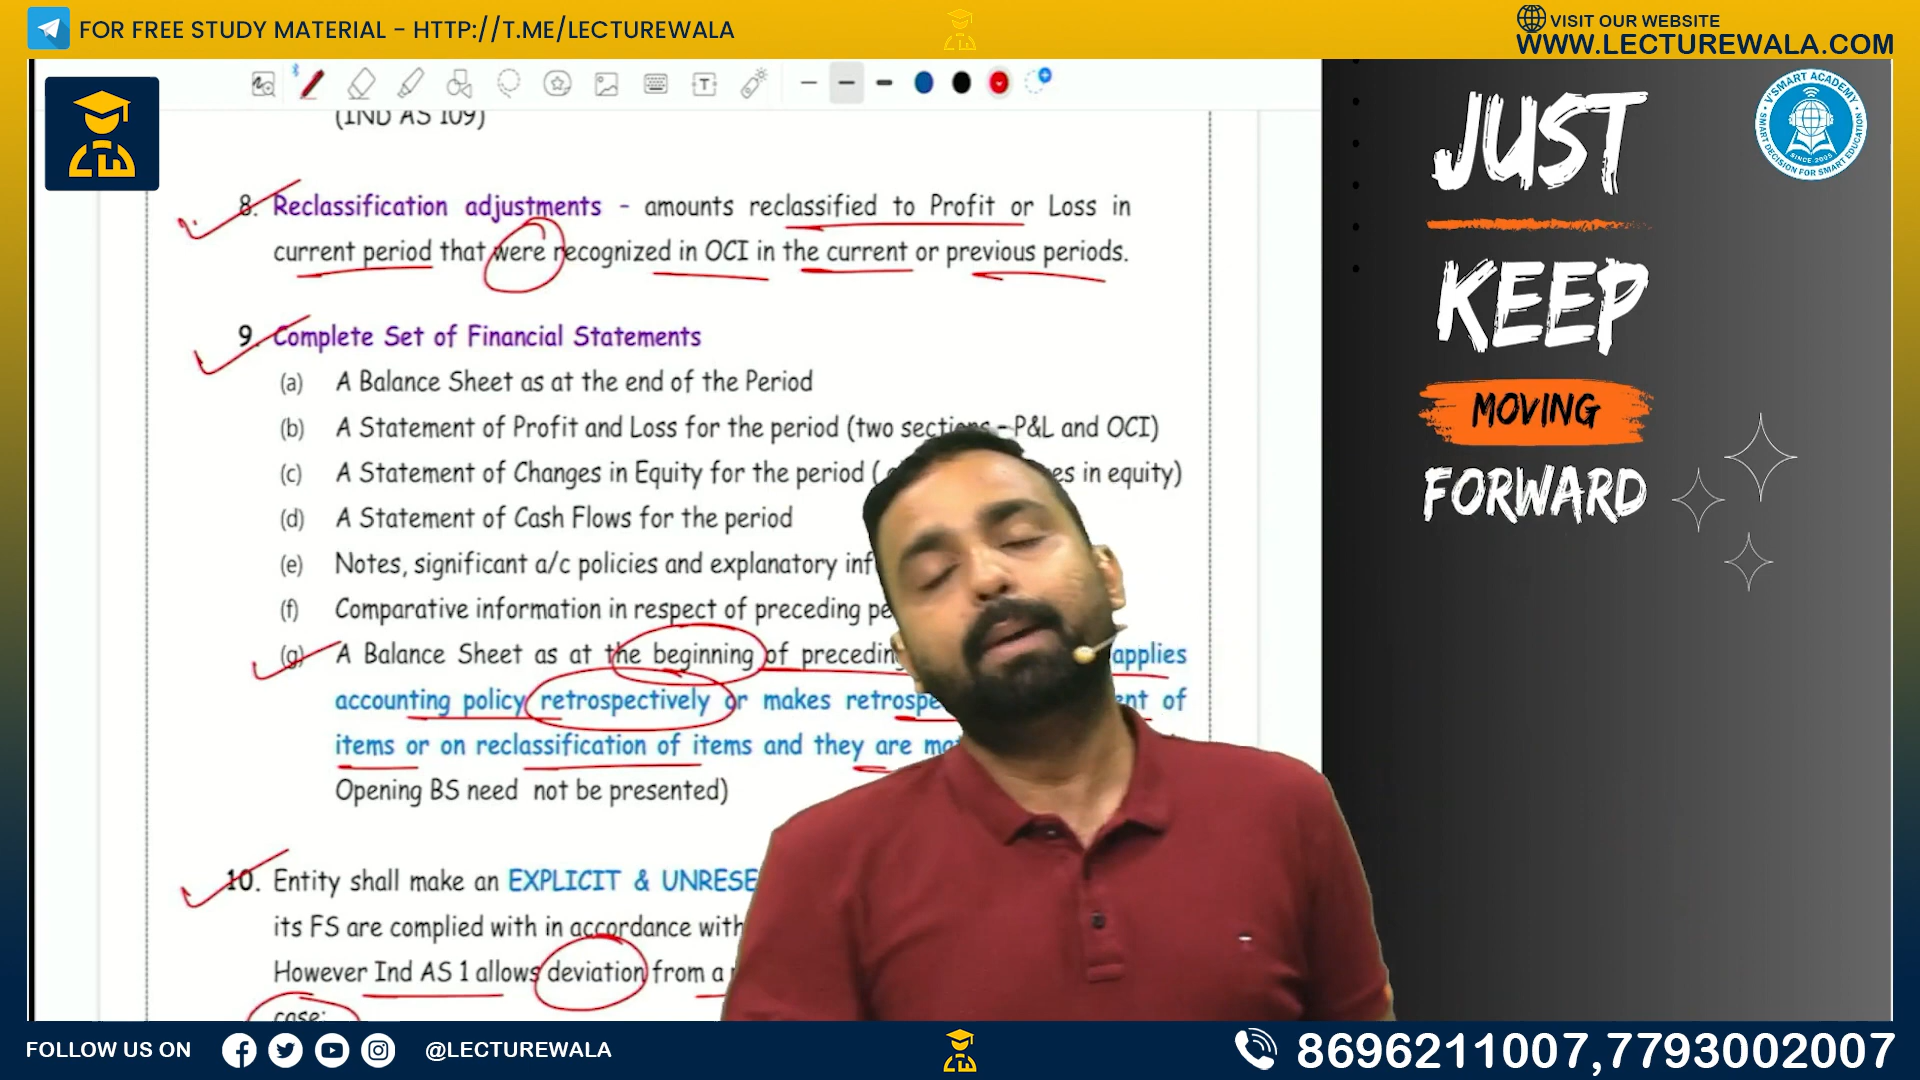 FOR FREE STUDY MATERIAL - HTTP://T.ME/LECTUREWALA
VISIT OUR WEBSITE
WWW.LECTUREWALA.COM
(IND AS 109)
8. Reclassification adjustments - amounts reclassified to Profit or Loss in
current period that were recognized in OCI in the current or previous periods.
9. Complete Set of Financial Statements
(a) A Balance Sheet as at the end of the Period
(b) A Statement of Profit and Loss for the period (two sections - P&L and OCI)
(c) A Statement of Changes in Equity for the period ( in equity)
(d) A Statement of Cash Flows for the period
(e) Notes, significant a/c policies and explanatory
(f) Comparative information in respect of preceding
(g) A Balance Sheet as at the beginning of preceding applies
accounting policy retrospectively or makes of
items or on reclassification of items and they are
Opening BS need not be presented)
10. Entity shall make an EXPLICIT &
its FS are complied with in accordance with
However Ind AS 1 allows deviation from a
case:
JUST
KEEP
MOVING
FORWARD
V'SMART ACADEMY
SMART DECISION FOR SMART EDUCATION
SINCE 2005
FOLLOW US ON @LECTUREWALA
8696211007,7793002007